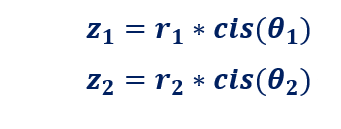 z₁ = r₁ * cis(θ₁)
z₂ = r₂ * cis(θ₂)